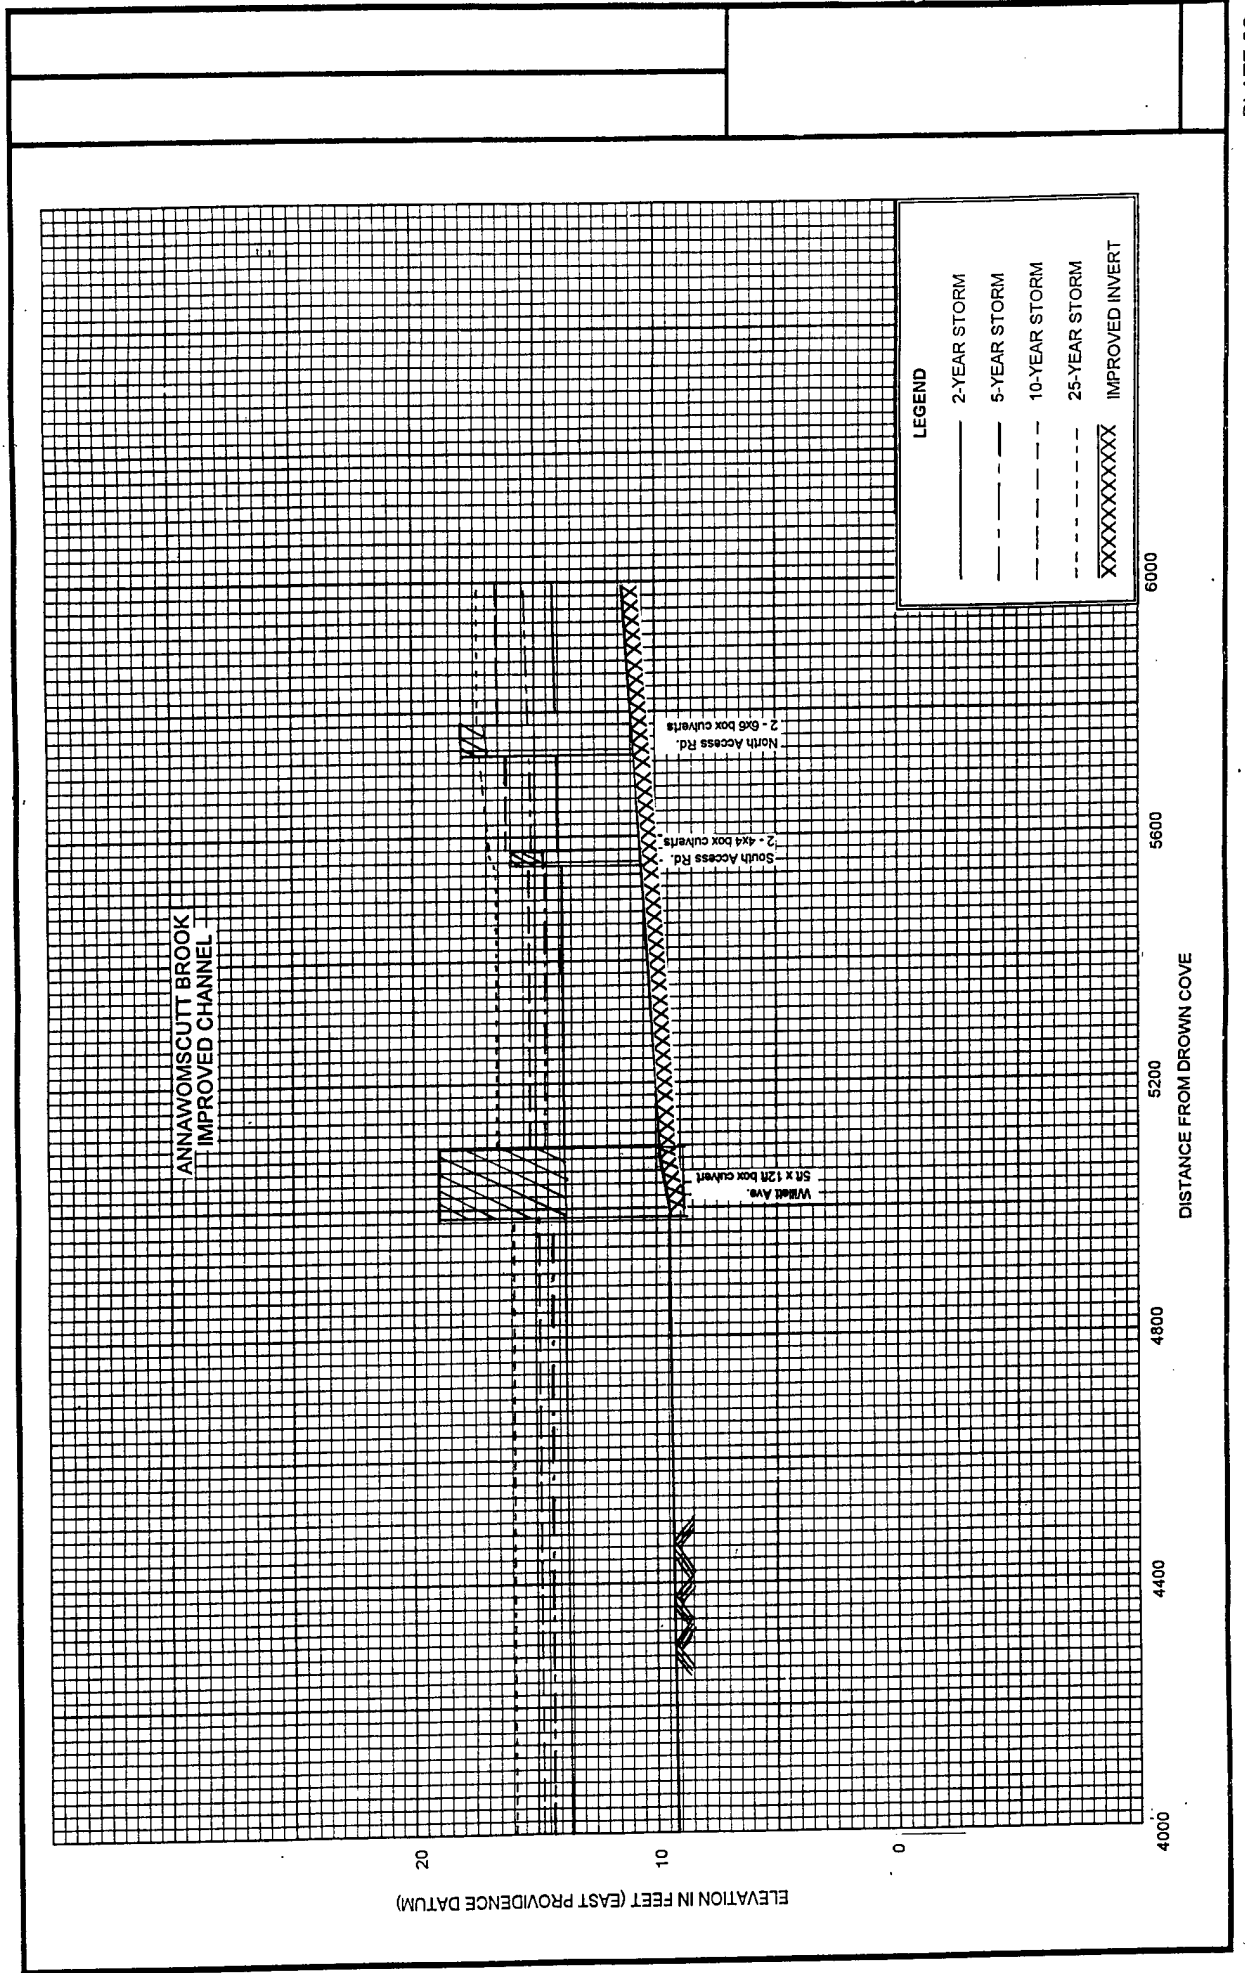 ANNAWOMSCUTT BROOK
IMPROVED CHANNEL
ELEVATION IN FEET (EAST PROVIDENCE DATUM)
20
10
0
Willett Ave.
5ft x 12ft box culvert
South Access Rd.
2 - 4x4 box culverts
North Access Rd.
2 - 6x6 box culverts
LEGEND
2-YEAR STORM
5-YEAR STORM
10-YEAR STORM
25-YEAR STORM
IMPROVED INVERT
4000
4400
4800
5200
5600
6000
DISTANCE FROM DROWN COVE